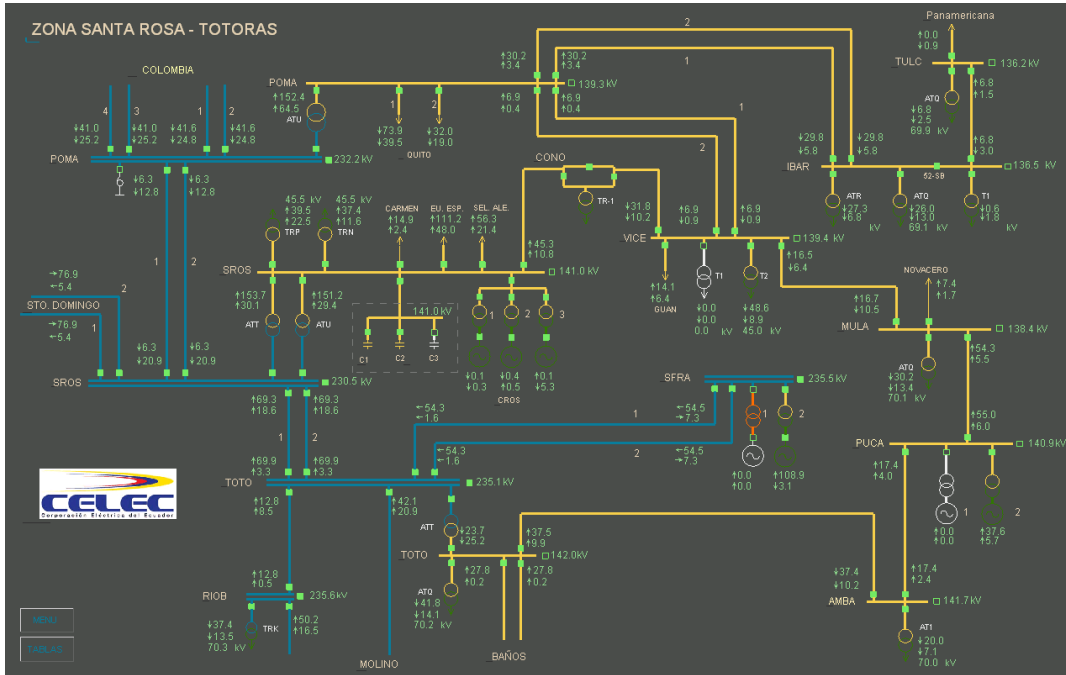 ZONA SANTA ROSA - TOTORAS
COLOMBIA
4
3
1
2
↓41.0
↓25.2
↓41.0
↓25.2
↓41.6
↓24.8
↓41.6
↓24.8
POMA
232.2 kV
↓6.3
↓12.8
↓6.3
↓12.8
POMA
139.3 kV
↑152.4
↑64.5
ATU
1
2
↓73.9
↓39.5
↓32.0
↓19.0
QUITO
↑30.2
↑3.4
↑30.2
↑3.4
↑6.9
↑0.4
↑6.9
↑0.4
2
1
1
2
Panamericana
↑0.0
↓0.9
TULC
136.2 kV
ATQ
↓6.8
↓2.5
69.9 kV
↑6.8
↑1.5
↑6.8
↓3.0
↓29.8
↓5.8
↓29.8
↓5.8
IBAR
52-SB
136.5 kV
ATR
↓27.3
↓6.8
kV
ATQ
↓26.0
↓13.0
69.1 kV
T1
↓0.6
↓1.8
kV
CONO
TR-1
↓31.8
↓10.2
↑6.9
↓0.9
↑6.9
↓0.9
VICE
139.4 kV
↑14.1
↑6.4
GUAN
T1
↓0.0
↓0.0
0.0 kV
T2
↓48.6
↓8.9
45.0 kV
↑16.5
↓6.4
45.5 kV
↑39.5
↑22.5
TRP
45.5 kV
↑37.4
↑11.6
TRN
CARMEN
↑14.9
↑2.4
EU. ESP.
↑111.2
↑48.0
SEL. ALE.
↑56.3
↑21.4
↑45.3
↑10.8
SROS
141.0 kV
↑153.7
↑30.1
ATT
↑151.2
↑29.4
ATU
141.0 kV
C1
C2
C3
1
2
3
↓0.1
↓0.3
↑0.4
↑0.5
↑0.1
↑5.3
CROS
NOVACERO
↑7.4
↑1.7
↑16.7
↓10.5
MULA
138.4 kV
ATQ
↓30.2
↓13.4
70.1 kV
↑54.3
↑5.5
↑55.0
↑6.0
→76.9
←5.4
STO. DOMINGO
→76.9
←5.4
2
1
1
2
↓6.3
↓20.9
↓6.3
↓20.9
SROS
230.5 kV
↑69.3
↑18.6
↑69.3
↑18.6
1
2
↑69.9
↑3.3
↑69.9
↑3.3
SFRA
235.5 kV
←54.3
←1.6
←54.5
←7.3
1
←54.3
←1.6
←54.5
←7.3
2
1
2
↑0.0
↑0.0
↑108.9
↓3.1
PUCA
140.9 kV
↑17.4
↑4.0
1
↑0.0
↑0.0
2
↑37.6
↑5.7
CELEC
Corporación Eléctrica del Ecuador
TOTO
235.1 kV
↑12.8
↑8.5
↑42.1
↑20.9
ATT
↓23.7
↓25.2
↑37.5
↑9.9
TOTO
142.0 kV
ATQ
↑27.8
↑0.2
↑27.8
↑0.2
↓41.8
↓14.1
70.2 kV
↑12.8
↑0.5
RIOB
235.6 kV
↓37.4
↓13.5
70.3 kV
TRK
↑50.2
↑16.5
MOLINO
BAÑOS
↓37.4
↓10.2
↑17.4
↑2.4
AMBA
141.7 kV
AT1
↓20.0
↓7.1
70.0 kV
MENU
TABLAS